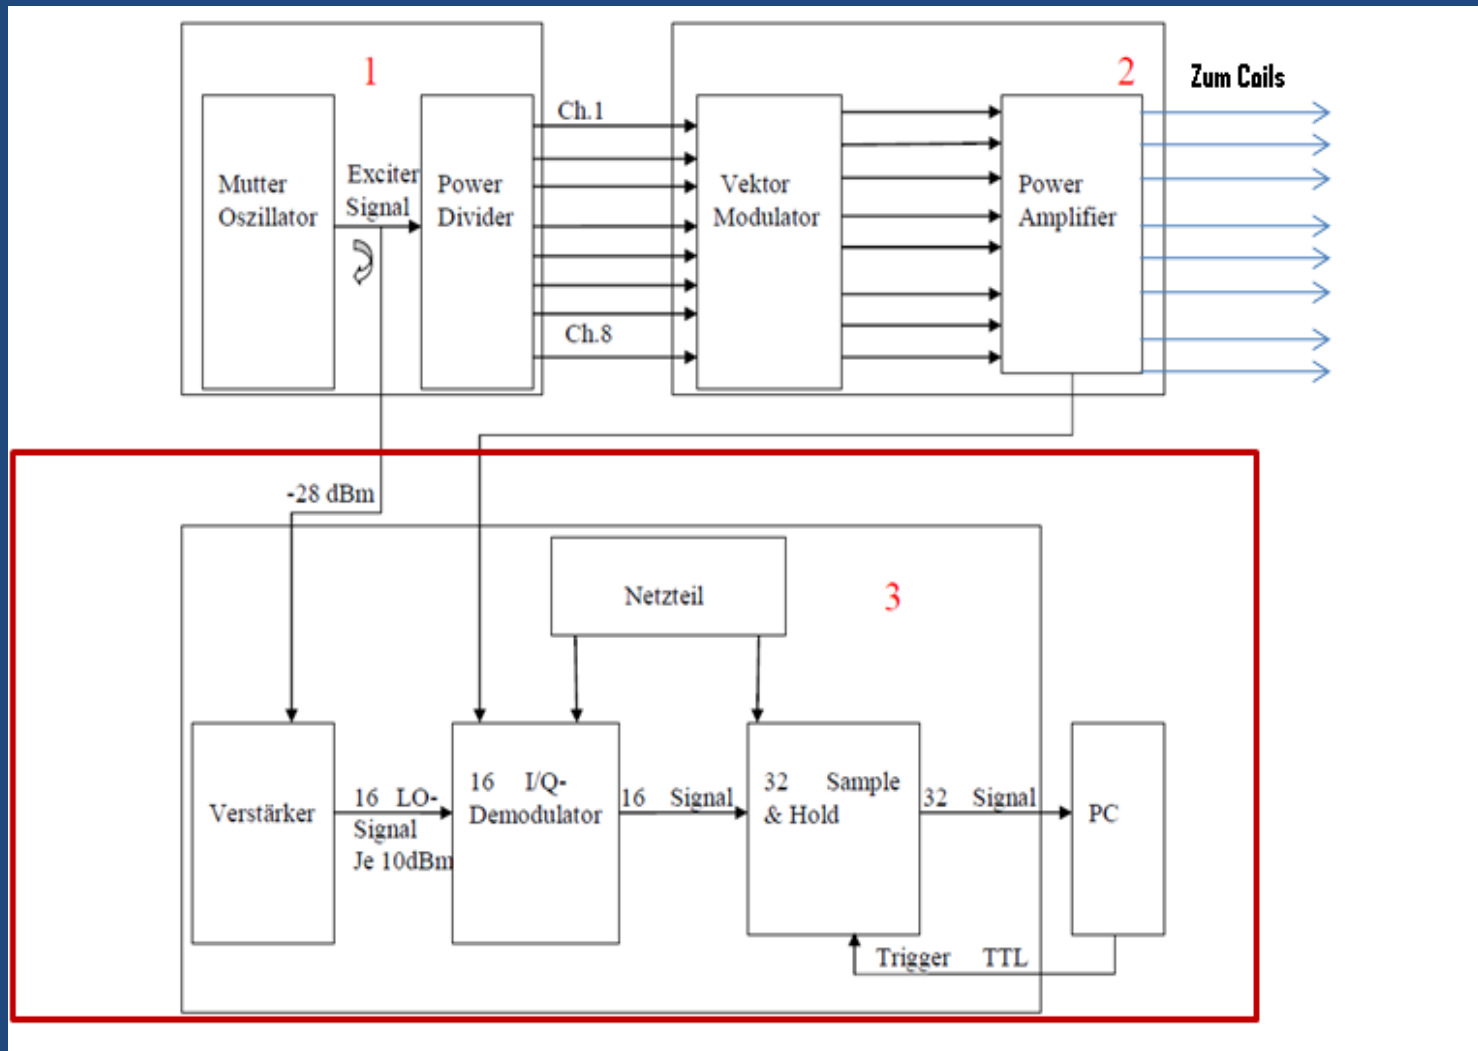 1
2
Zum Coils
Ch.1
Exciter
Signal
Mutter
Oszillator
Power
Divider
Vektor
Modulator
Power
Amplifier
Ch.8
-28 dBm
3
Netzteil
Verstärker
16 LO-
Signal
Je 10dBm
16 I/Q-
Demodulator
16 Signal
32 Sample
& Hold
32 Signal
PC
Trigger TTL